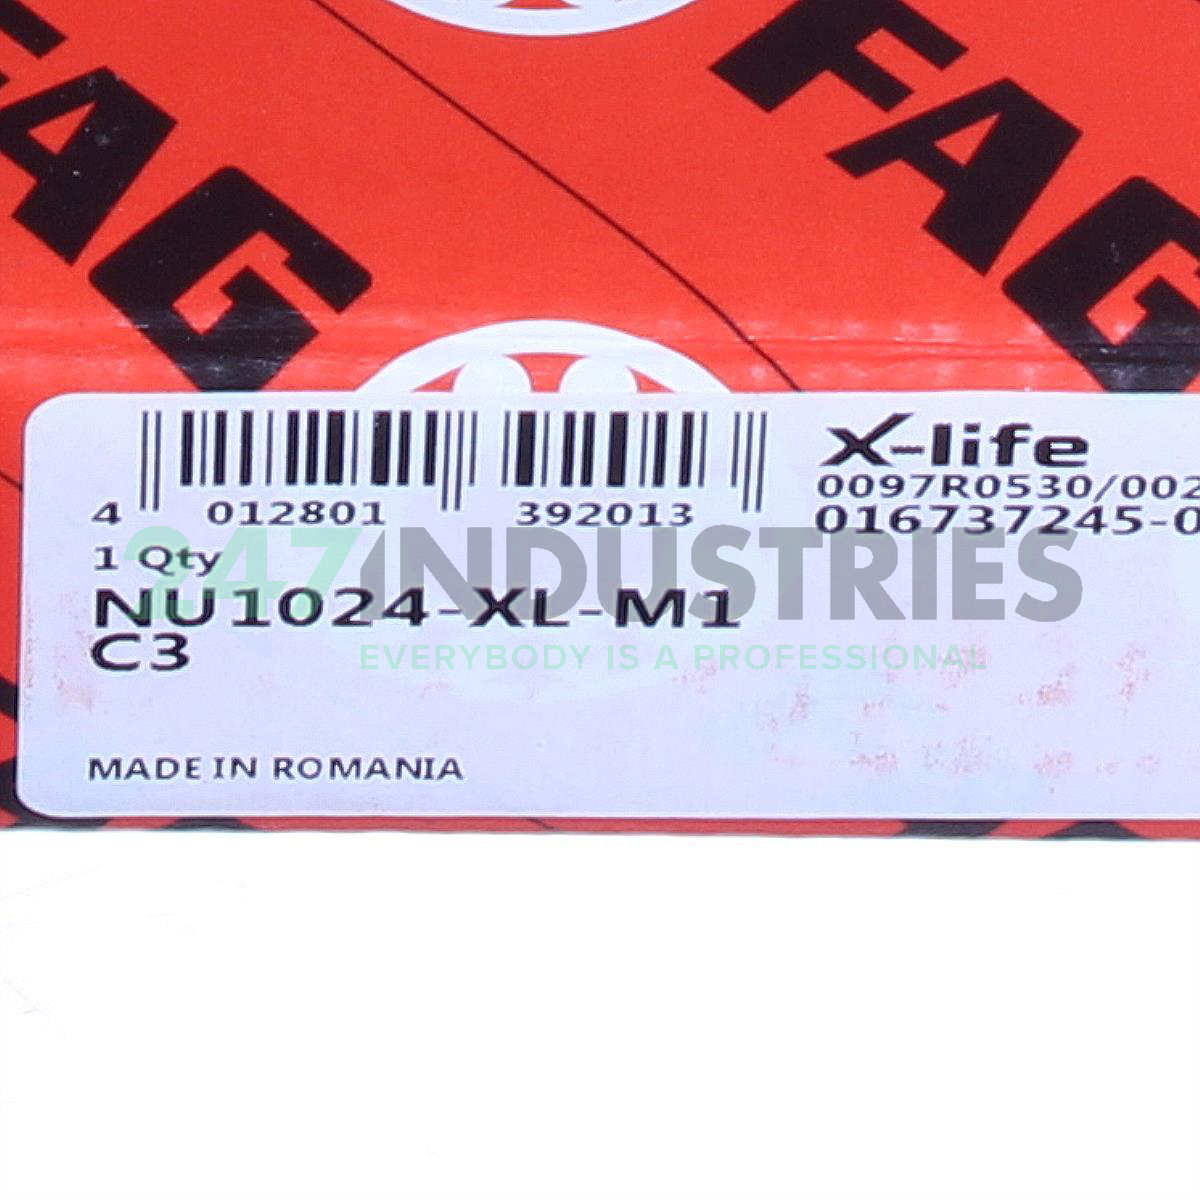 FAG
FAG
X-life
0097R0530/002
016737245-0
4 012801 392013
1 Qty
247INDUSTRIES
NU1024-XL-M1
C3
EVERYBODY IS A PROFESSIONAL
MADE IN ROMANIA